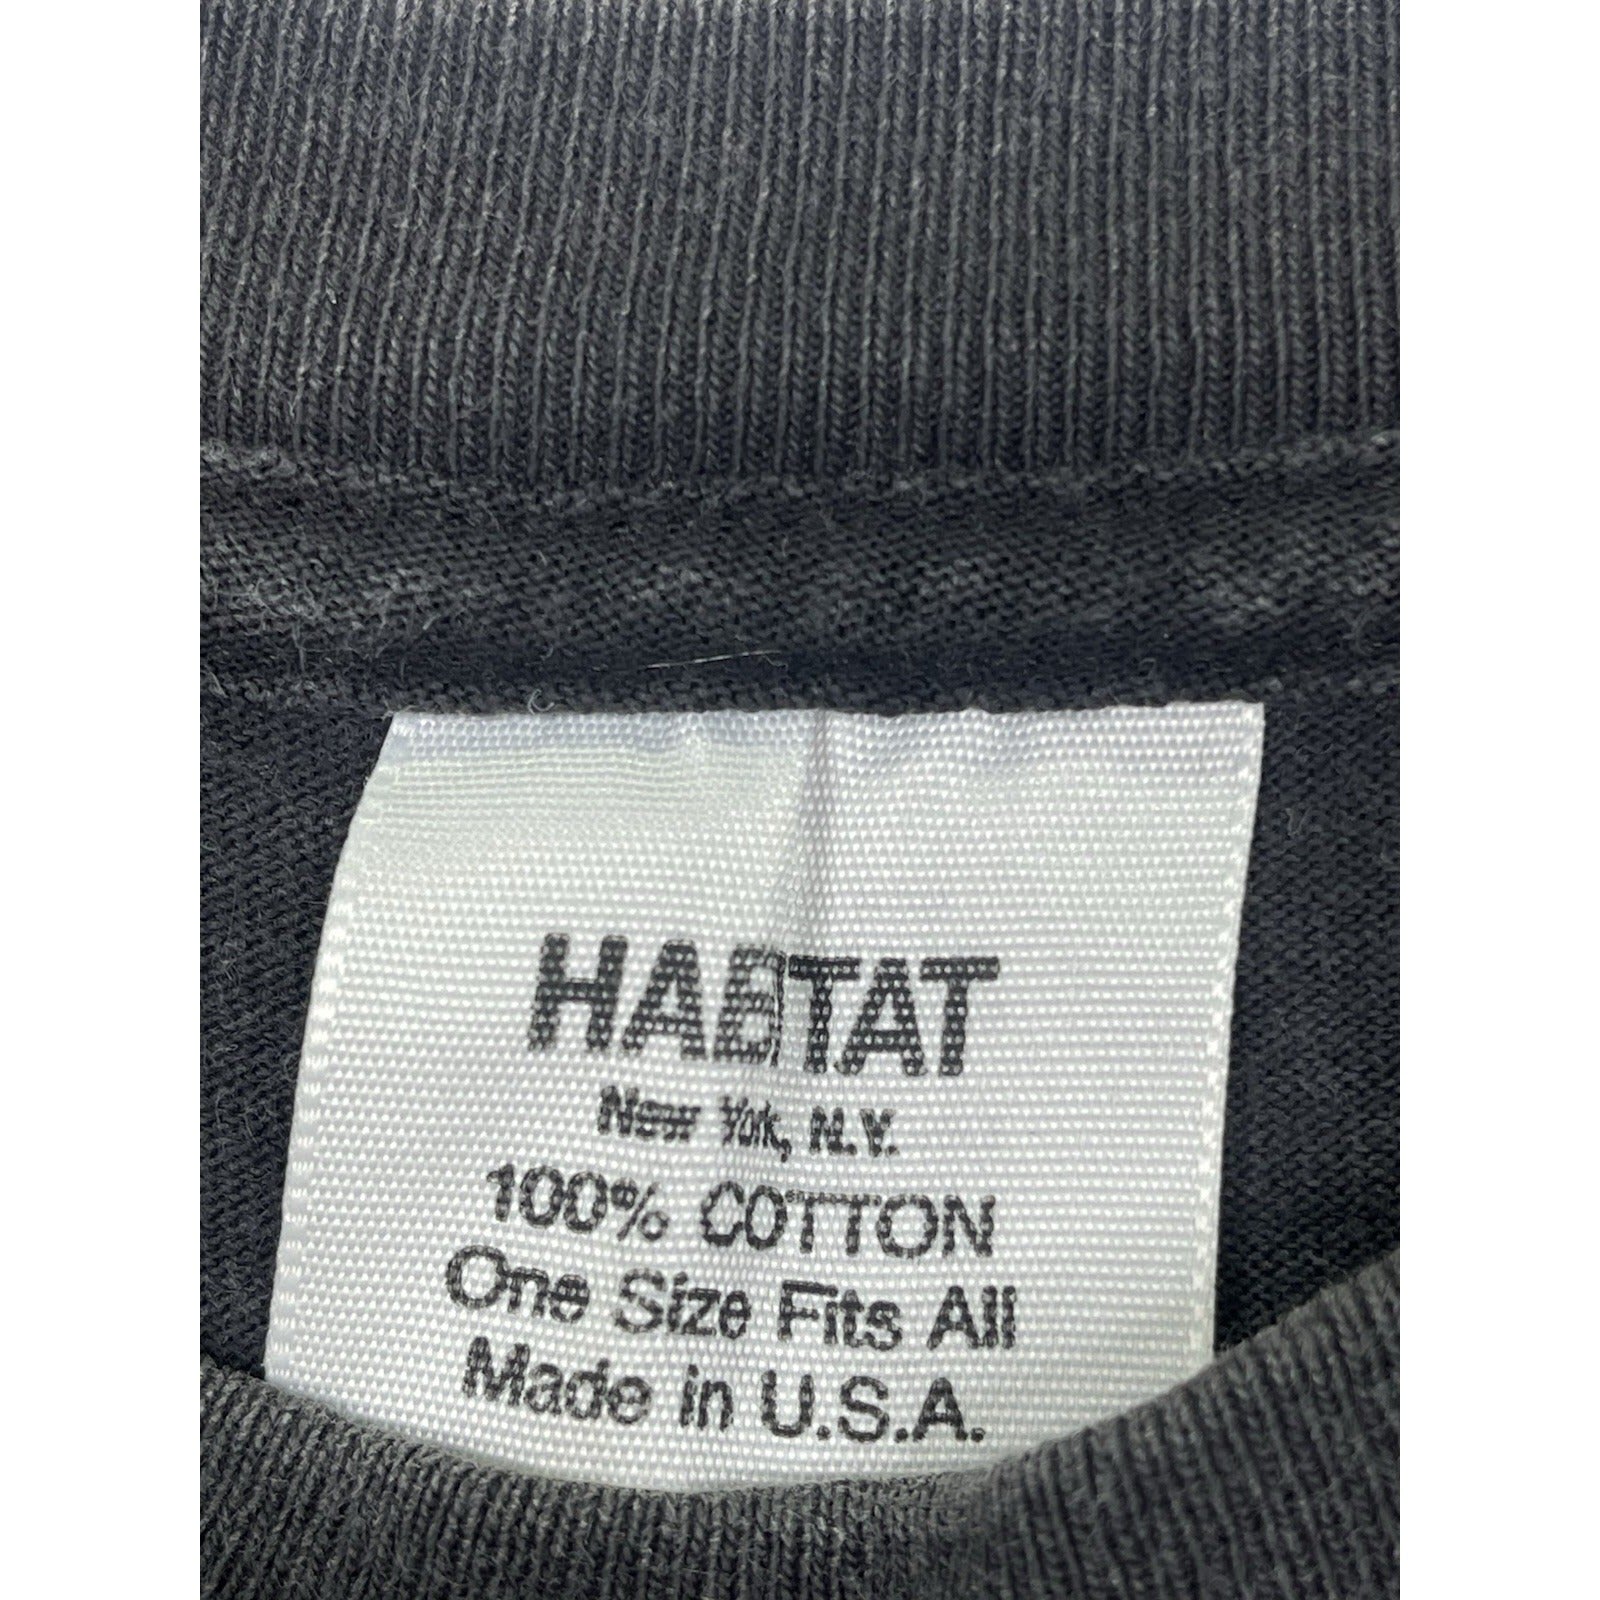 HABITAT
New York, N.Y.
100% COTTON
One Size Fits All
Made in U.S.A.